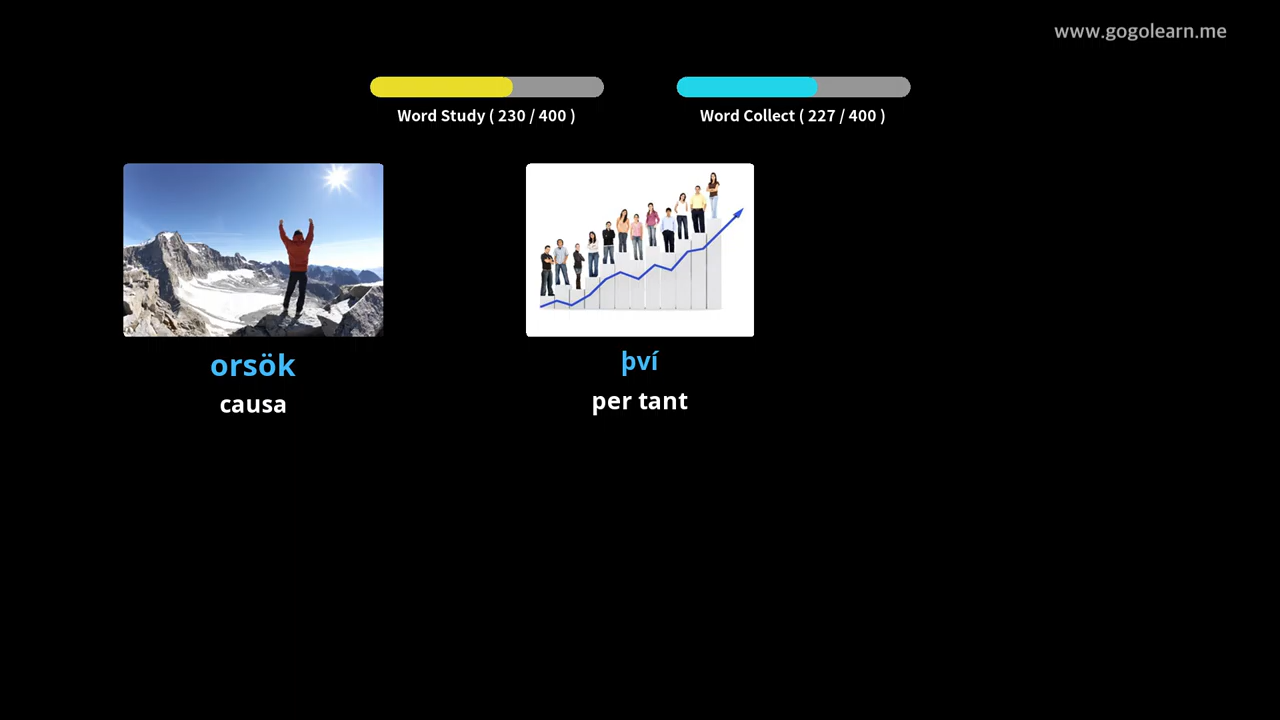 www.gogolearn.me
Word Study ( 230 / 400 )
Word Collect ( 227 / 400 )
orsök
causa
því
per tant